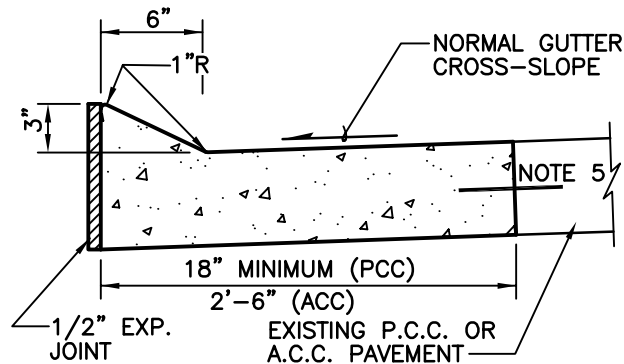 6"
NORMAL GUTTER
CROSS-SLOPE
1"R
3"
NOTE 5
18" MINIMUM (PCC)
2'-6" (ACC)
1/2" EXP.
JOINT
EXISTING P.C.C. OR
A.C.C. PAVEMENT